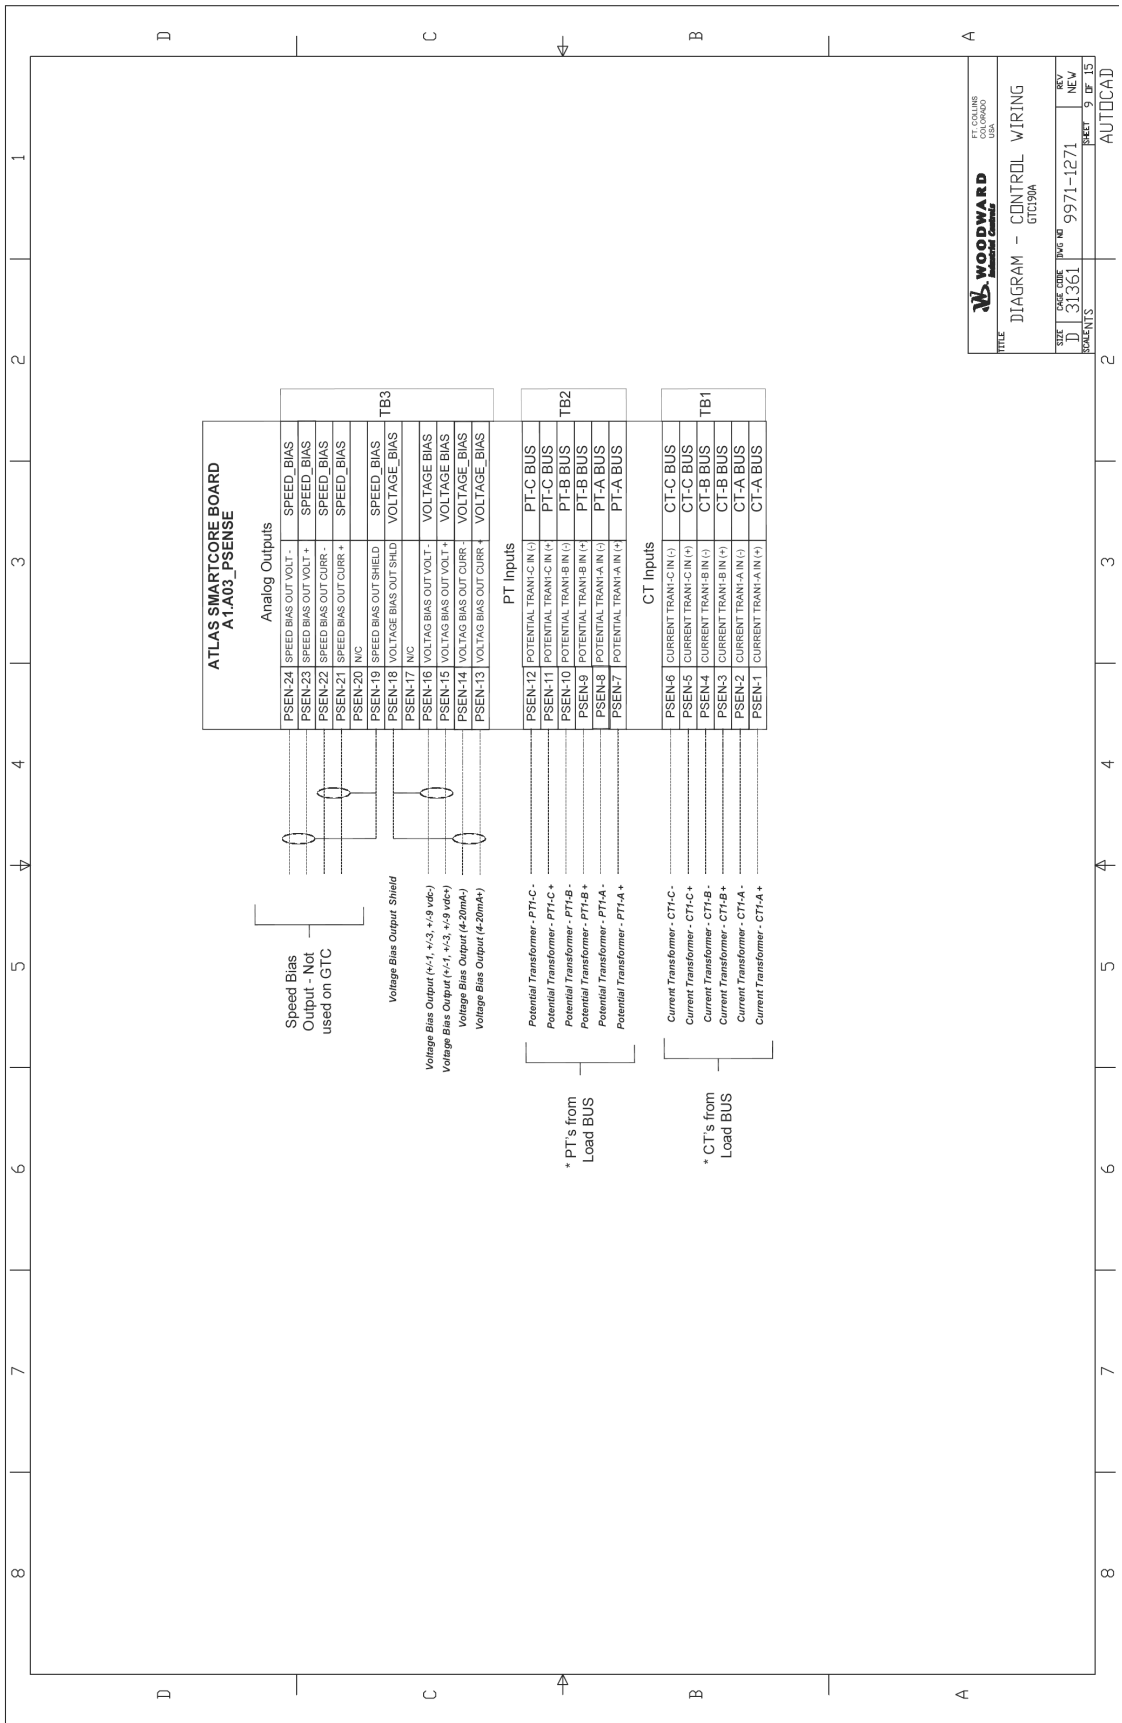 8 7 6 5 4 3 2 1
D
C
B
A
ATLAS SMARTCORE BOARD
A1.A03_PSENSE
Analog Outputs
Speed Bias
Output - Not
used on GTC
PSEN-24 SPEED BIAS OUT VOLT - SPEED_BIAS
PSEN-23 SPEED BIAS OUT VOLT + SPEED_BIAS
PSEN-22 SPEED BIAS OUT CURR - SPEED_BIAS
PSEN-21 SPEED BIAS OUT CURR + SPEED_BIAS
PSEN-20 N/C
PSEN-19 SPEED BIAS OUT SHIELD SPEED_BIAS
Voltage Bias Output Shield PSEN-18 VOLTAGE BIAS OUT SHLD VOLTAGE_BIAS
PSEN-17 N/C
Voltage Bias Output (+/-1, +/-3, +/-9 vdc-) PSEN-16 VOLTAG BIAS OUT VOLT - VOLTAGE BIAS
Voltage Bias Output (+/-1, +/-3, +/-9 vdc+) PSEN-15 VOLTAG BIAS OUT VOLT + VOLTAGE BIAS
Voltage Bias Output (4-20mA-) PSEN-14 VOLTAG BIAS OUT CURR - VOLTAGE_BIAS
Voltage Bias Output (4-20mA+) PSEN-13 VOLTAG BIAS OUT CURR + VOLTAGE_BIAS
TB3
PT Inputs
* PT's from
Load BUS
Potential Transformer - PT1-C - PSEN-12 POTENTIAL TRAN1-C IN (-) PT-C BUS
Potential Transformer - PT1-C + PSEN-11 POTENTIAL TRAN1-C IN (+) PT-C BUS
Potential Transformer - PT1-B - PSEN-10 POTENTIAL TRAN1-B IN (-) PT-B BUS
Potential Transformer - PT1-B + PSEN-9 POTENTIAL TRAN1-B IN (+) PT-B BUS
Potential Transformer - PT1-A - PSEN-8 POTENTIAL TRAN1-A IN (-) PT-A BUS
Potential Transformer - PT1-A + PSEN-7 POTENTIAL TRAN1-A IN (+) PT-A BUS
TB2
CT Inputs
* CT's from
Load BUS
Current Transformer - CT1-C - PSEN-6 CURRENT TRAN1-C IN (-) CT-C BUS
Current Transformer - CT1-C + PSEN-5 CURRENT TRAN1-C IN (+) CT-C BUS
Current Transformer - CT1-B - PSEN-4 CURRENT TRAN1-B IN (-) CT-B BUS
Current Transformer - CT1-B + PSEN-3 CURRENT TRAN1-B IN (+) CT-B BUS
Current Transformer - CT1-A - PSEN-2 CURRENT TRAN1-A IN (-) CT-A BUS
Current Transformer - CT1-A + PSEN-1 CURRENT TRAN1-A IN (+) CT-A BUS
TB1
WOODWARD
Industrial Controls
FT. COLLINS
COLORADO
USA
TITLE
DIAGRAM - CONTROL WIRING
GTC190A
SIZE CAGE CODE DWG NO REV
D 31361 9971-1271 NEW
SCALE NTS SHEET 9 OF 15
D
C
B
A
8 7 6 5 4 3 2
AUTOCAD